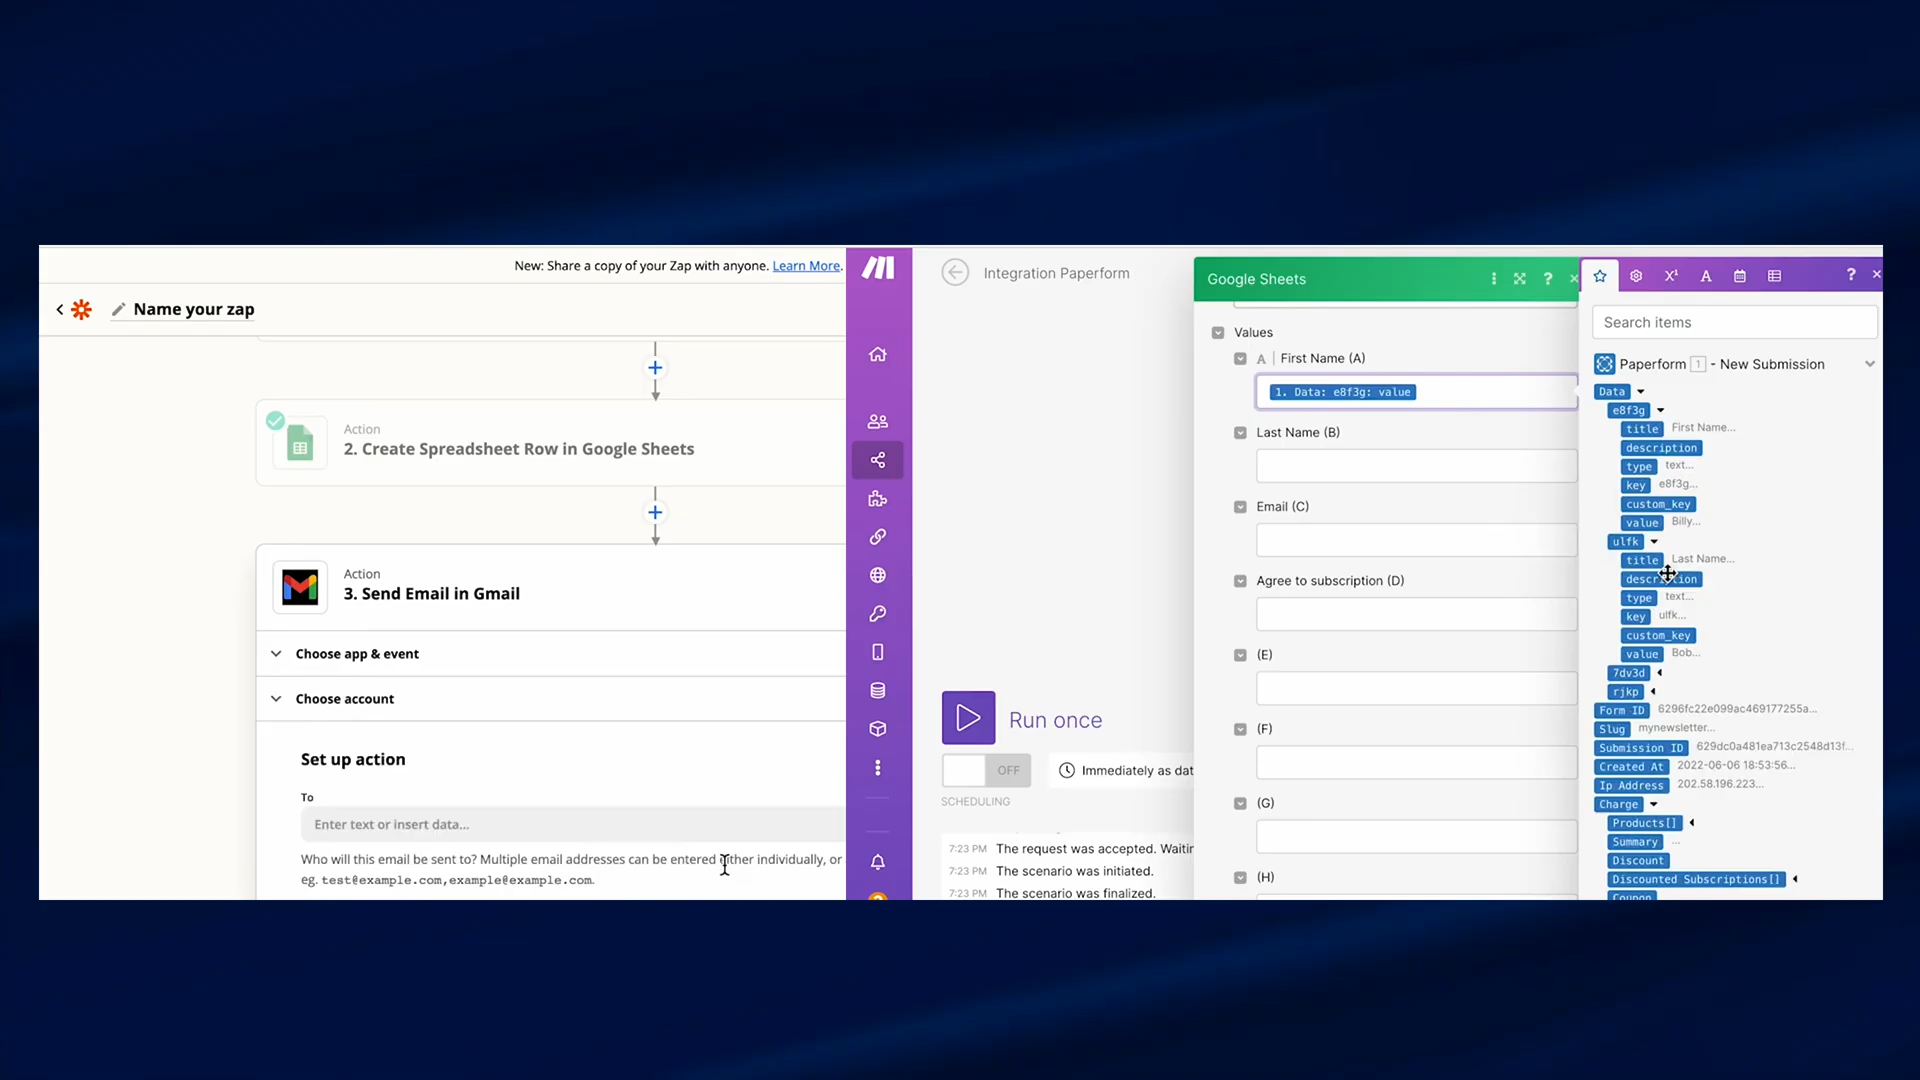 New: Share a copy of your Zap with anyone. Learn More.
Name your zap
Action
2. Create Spreadsheet Row in Google Sheets
Action
3. Send Email in Gmail
Choose app & event
Choose account
Set up action
To
Enter text or insert data...
Who will this email be sent to? Multiple email addresses can be entered either individually, or
eg. test@example.com,example@example.com.
Integration Paperform
Run once
OFF
Immediately as dat
SCHEDULING
7:23 PM The request was accepted. Waitin
7:23 PM The scenario was initiated.
7:23 PM The scenario was finalized.
Google Sheets
?
Values
A First Name (A)
1. Data: e8f3g: value
Last Name (B)
Email (C)
Agree to subscription (D)
(E)
(F)
(G)
(H)
X¹ A ?
Search items
Paperform 1 - New Submission
Data
e8f3g
title First Name...
description
type text...
key e8f3g...
custom_key
value Billy...
ulfk
title Last Name...
description
type text...
key ulfk...
custom_key
value Bob...
7dv3d
rjkp
Form ID 6296fc22e099ac469177255a...
Slug mynewsletter...
Submission ID 629dc0a481ea713c2548d13f...
Created At 2022-06-06 18:53:56...
Ip Address 202.58.196.223...
Charge
Products[]
Summary ...
Discount
Discounted Subscriptions[]
Coupon